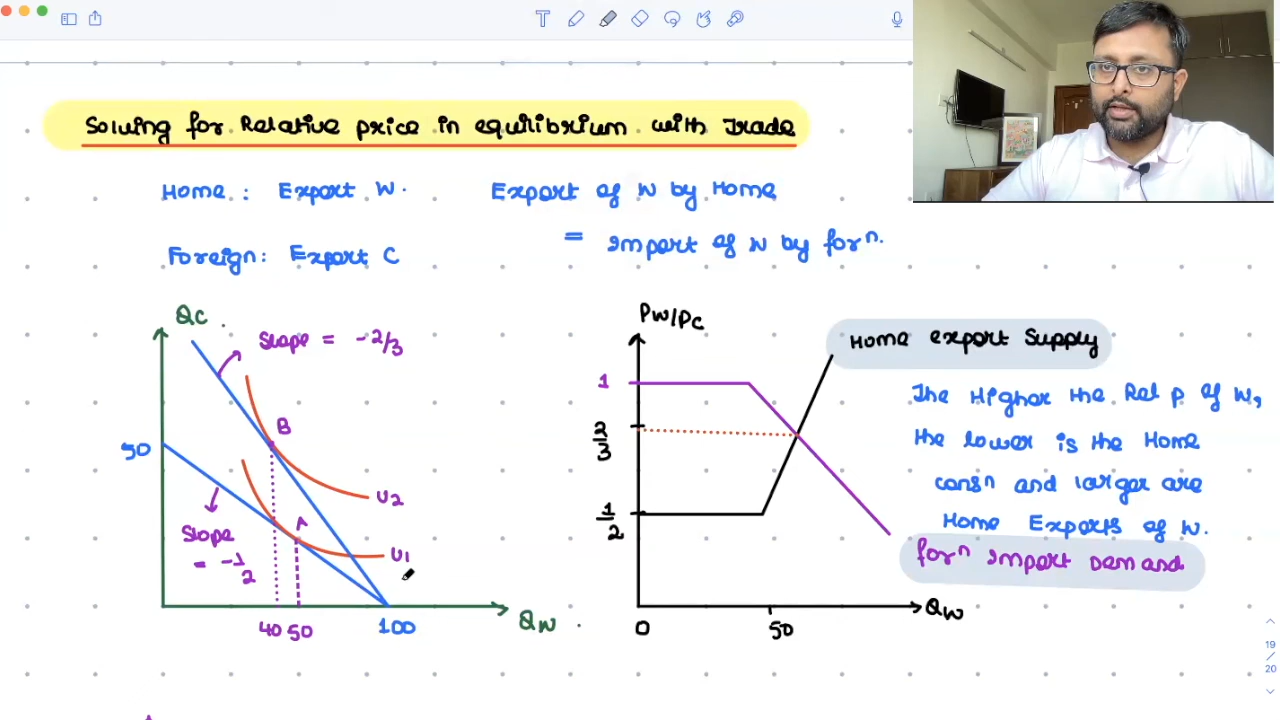 Solving for Relative price in equilibrium with Trade
Home : Export W.
Export of W by Home
= Import of W by forⁿ.
Foreign: Export C
QC
Slope = -2/3
50
B
U2
A
U1
Slope
= -1/2
40 50
100
QW
PW/PC
1
2/3
1/2
0
50
QW
Home export Supply
The Higher the Rel P of W,
the lower is the Home
consⁿ and larger are
Home Exports of W.
forⁿ import Demand
19
/
20